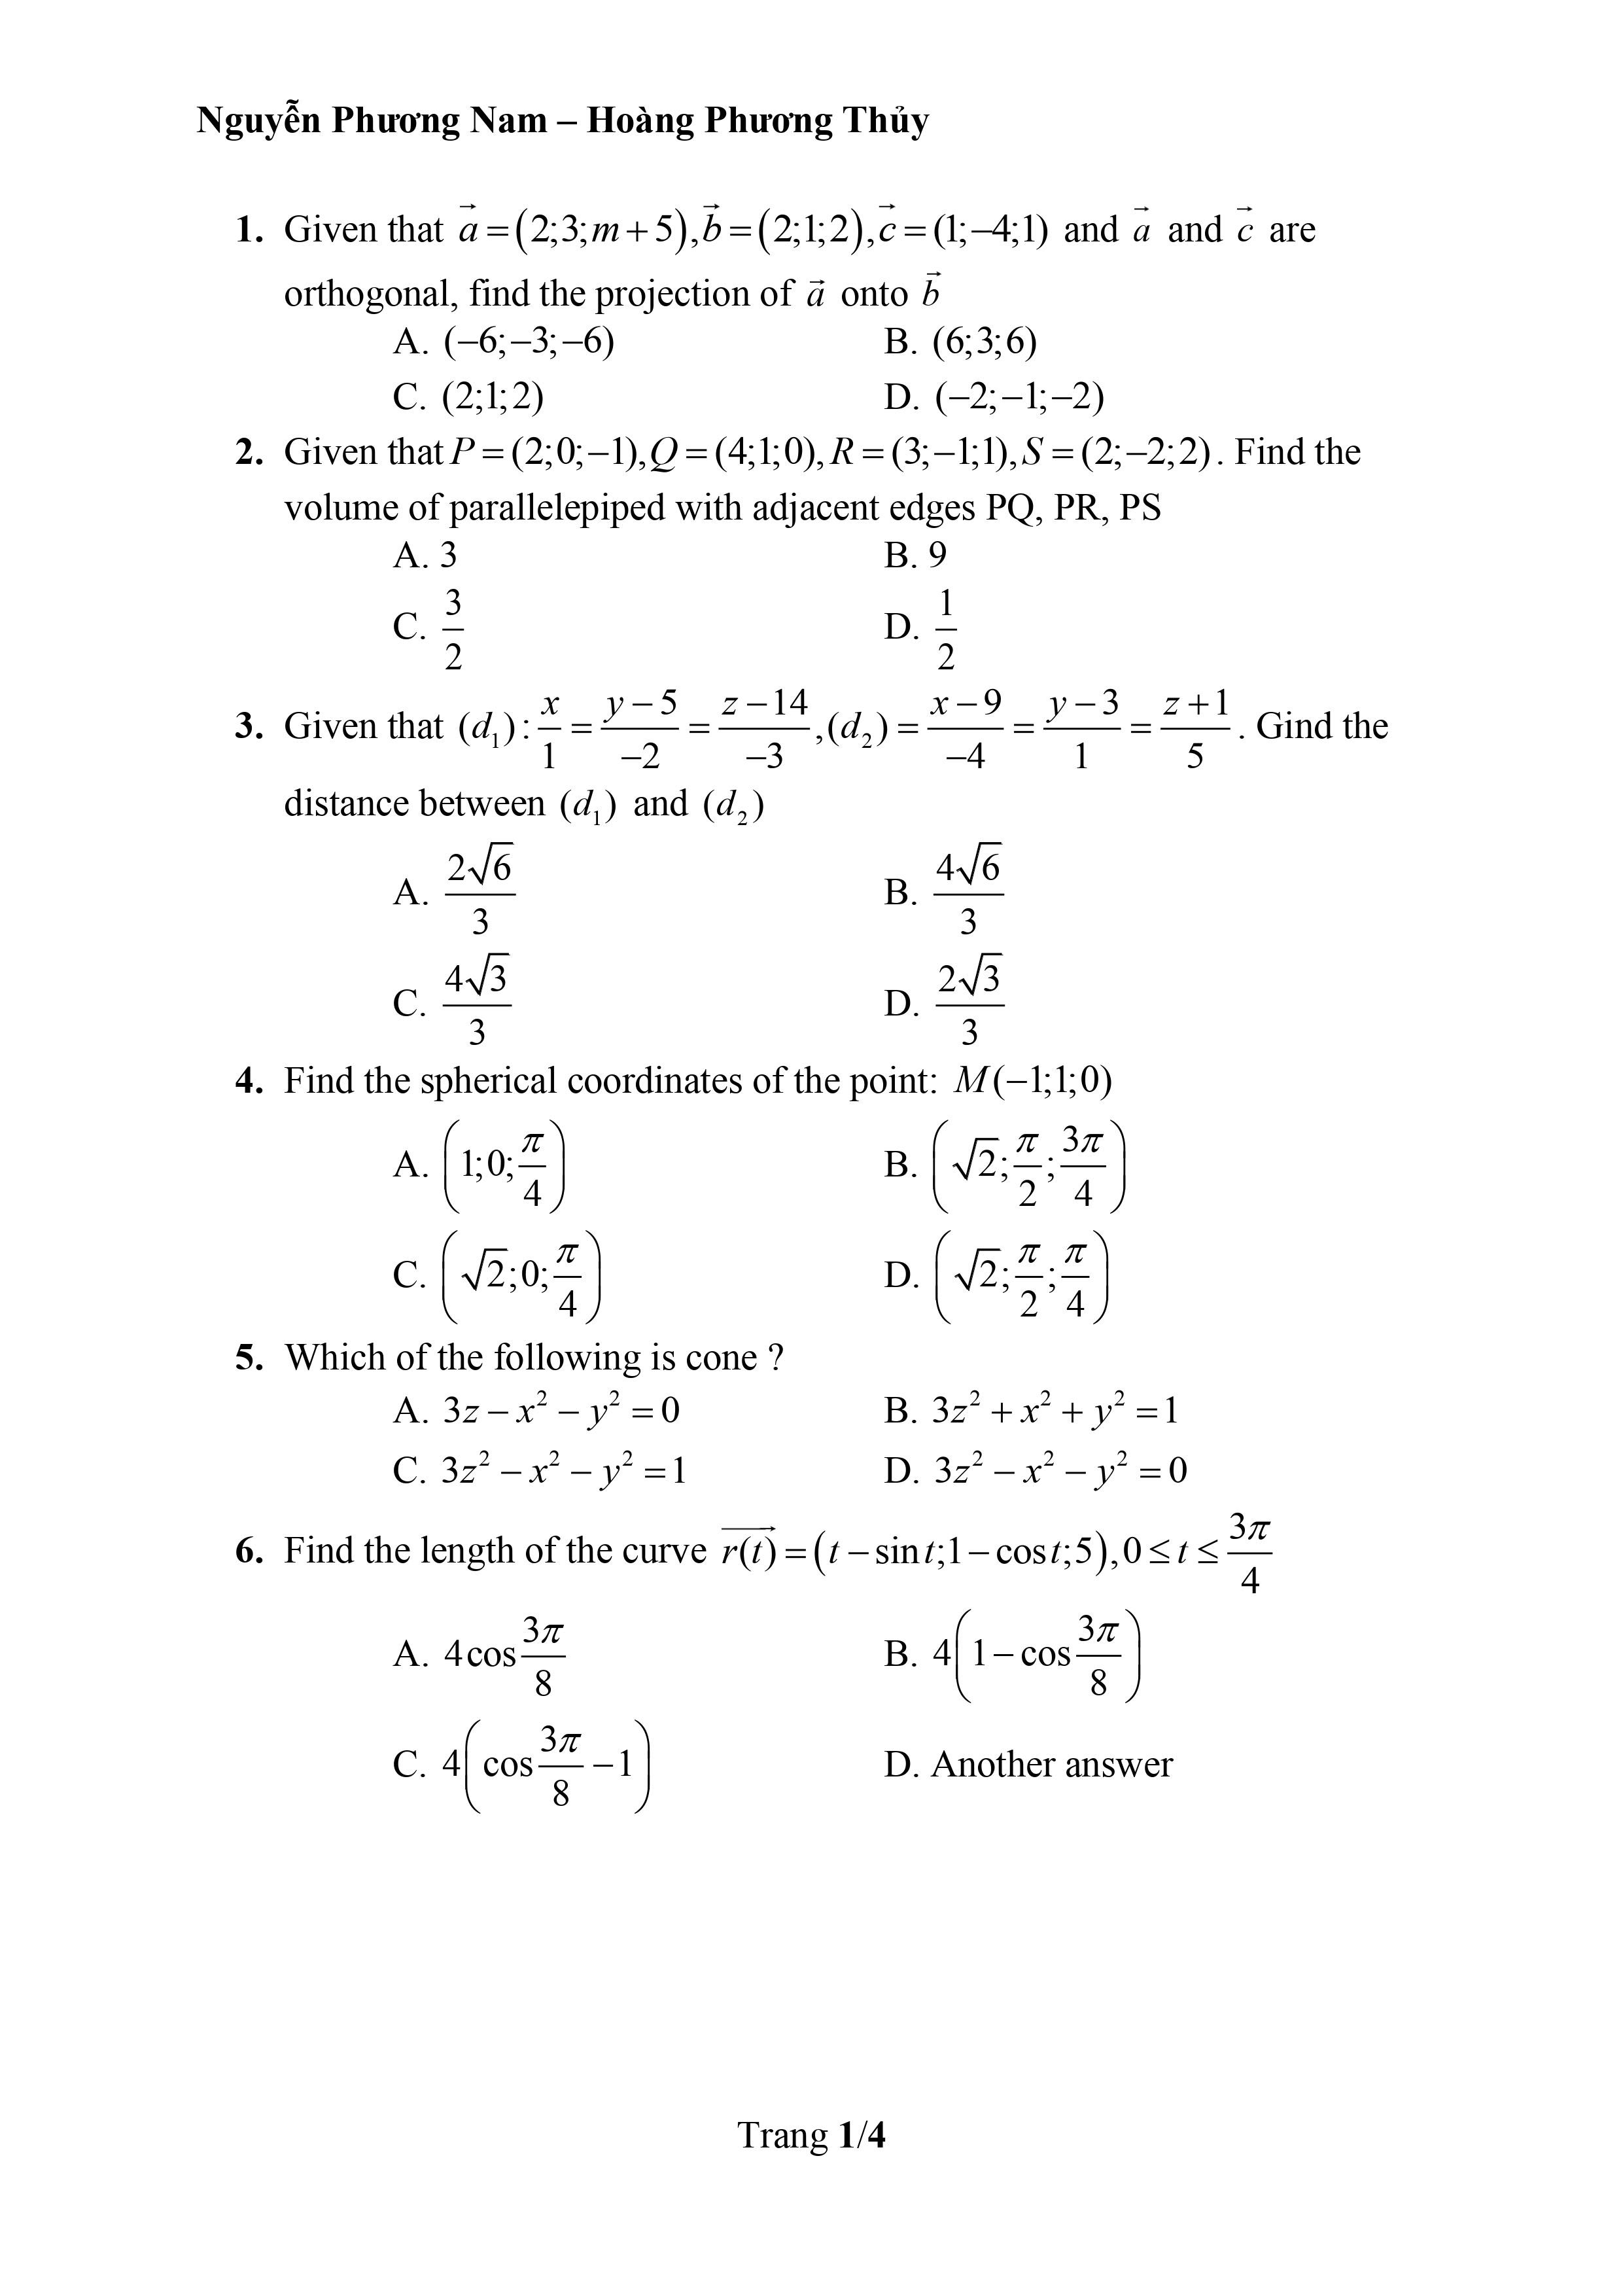 Nguyễn Phương Nam – Hoàng Phương Thủy
1. Given that $\vec{a}=(2;3;m+5),\vec{b}=(2;1;2),\vec{c}=(1;-4;1)$ and $\vec{a}$ and $\vec{c}$ are
orthogonal, find the projection of $\vec{a}$ onto $\vec{b}$
A. $(-6;-3;-6)$ B. $(6;3;6)$
C. $(2;1;2)$ D. $(-2;-1;-2)$
2. Given that $P=(2;0;-1),Q=(4;1;0),R=(3;-1;1),S=(2;-2;2)$. Find the
volume of parallelepiped with adjacent edges PQ, PR, PS
A. 3 B. 9
C. $\frac{3}{2}$ D. $\frac{1}{2}$
3. Given that $(d_1):\frac{x}{1}=\frac{y-5}{-2}=\frac{z-14}{-3},(d_2)=\frac{x-9}{-4}=\frac{y-3}{1}=\frac{z+1}{5}$. Gind the
distance between $(d_1)$ and $(d_2)$
A. $\frac{2\sqrt{6}}{3}$ B. $\frac{4\sqrt{6}}{3}$
C. $\frac{4\sqrt{3}}{3}$ D. $\frac{2\sqrt{3}}{3}$
4. Find the spherical coordinates of the point: $M(-1;1;0)$
A. $\left(1;0;\frac{\pi}{4}\right)$ B. $\left(\sqrt{2};\frac{\pi}{2};\frac{3\pi}{4}\right)$
C. $\left(\sqrt{2};0;\frac{\pi}{4}\right)$ D. $\left(\sqrt{2};\frac{\pi}{2};\frac{\pi}{4}\right)$
5. Which of the following is cone ?
A. $3z-x^2-y^2=0$ B. $3z^2+x^2+y^2=1$
C. $3z^2-x^2-y^2=1$ D. $3z^2-x^2-y^2=0$
6. Find the length of the curve $\overrightarrow{r(t)}=(t-\sin t;1-\cos t;5),0\le t\le\frac{3\pi}{4}$
A. $4\cos\frac{3\pi}{8}$ B. $4\left(1-\cos\frac{3\pi}{8}\right)$
C. $4\left(\cos\frac{3\pi}{8}-1\right)$ D. Another answer
Trang 1/4